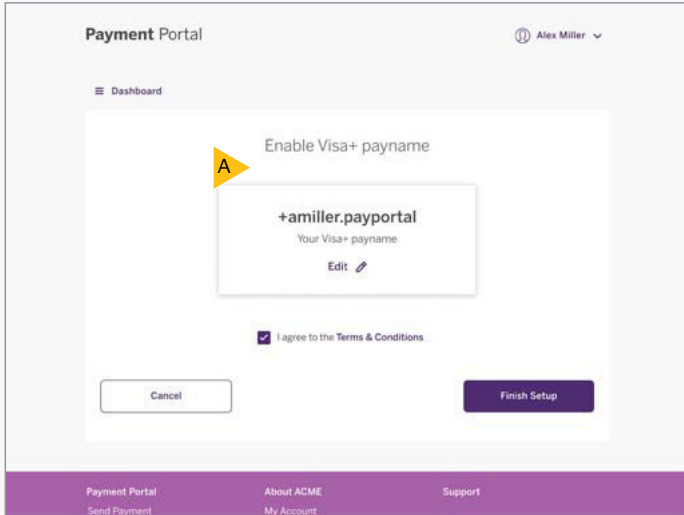 Payment Portal
Alex Miller
Dashboard
Enable Visa+ payname
A
+amiller.payportal
Your Visa+ payname
Edit
I agree to the Terms & Conditions
Cancel
Finish Setup
Payment Portal
About ACME
Support
Send Payment
My Account